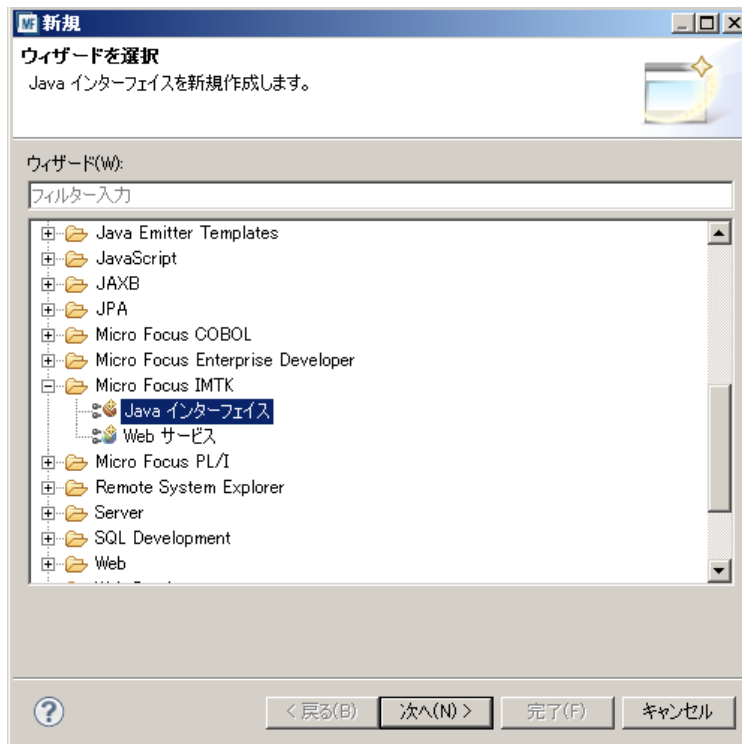 新規
ウィザードを選択
Java インターフェイスを新規作成します。
ウィザード(W):
フィルター入力
Java Emitter Templates
JavaScript
JAXB
JPA
Micro Focus COBOL
Micro Focus Enterprise Developer
Micro Focus IMTK
Java インターフェイス
Web サービス
Micro Focus PL/I
Remote System Explorer
Server
SQL Development
Web
< 戻る(B) 次へ(N) > 完了(F) キャンセル